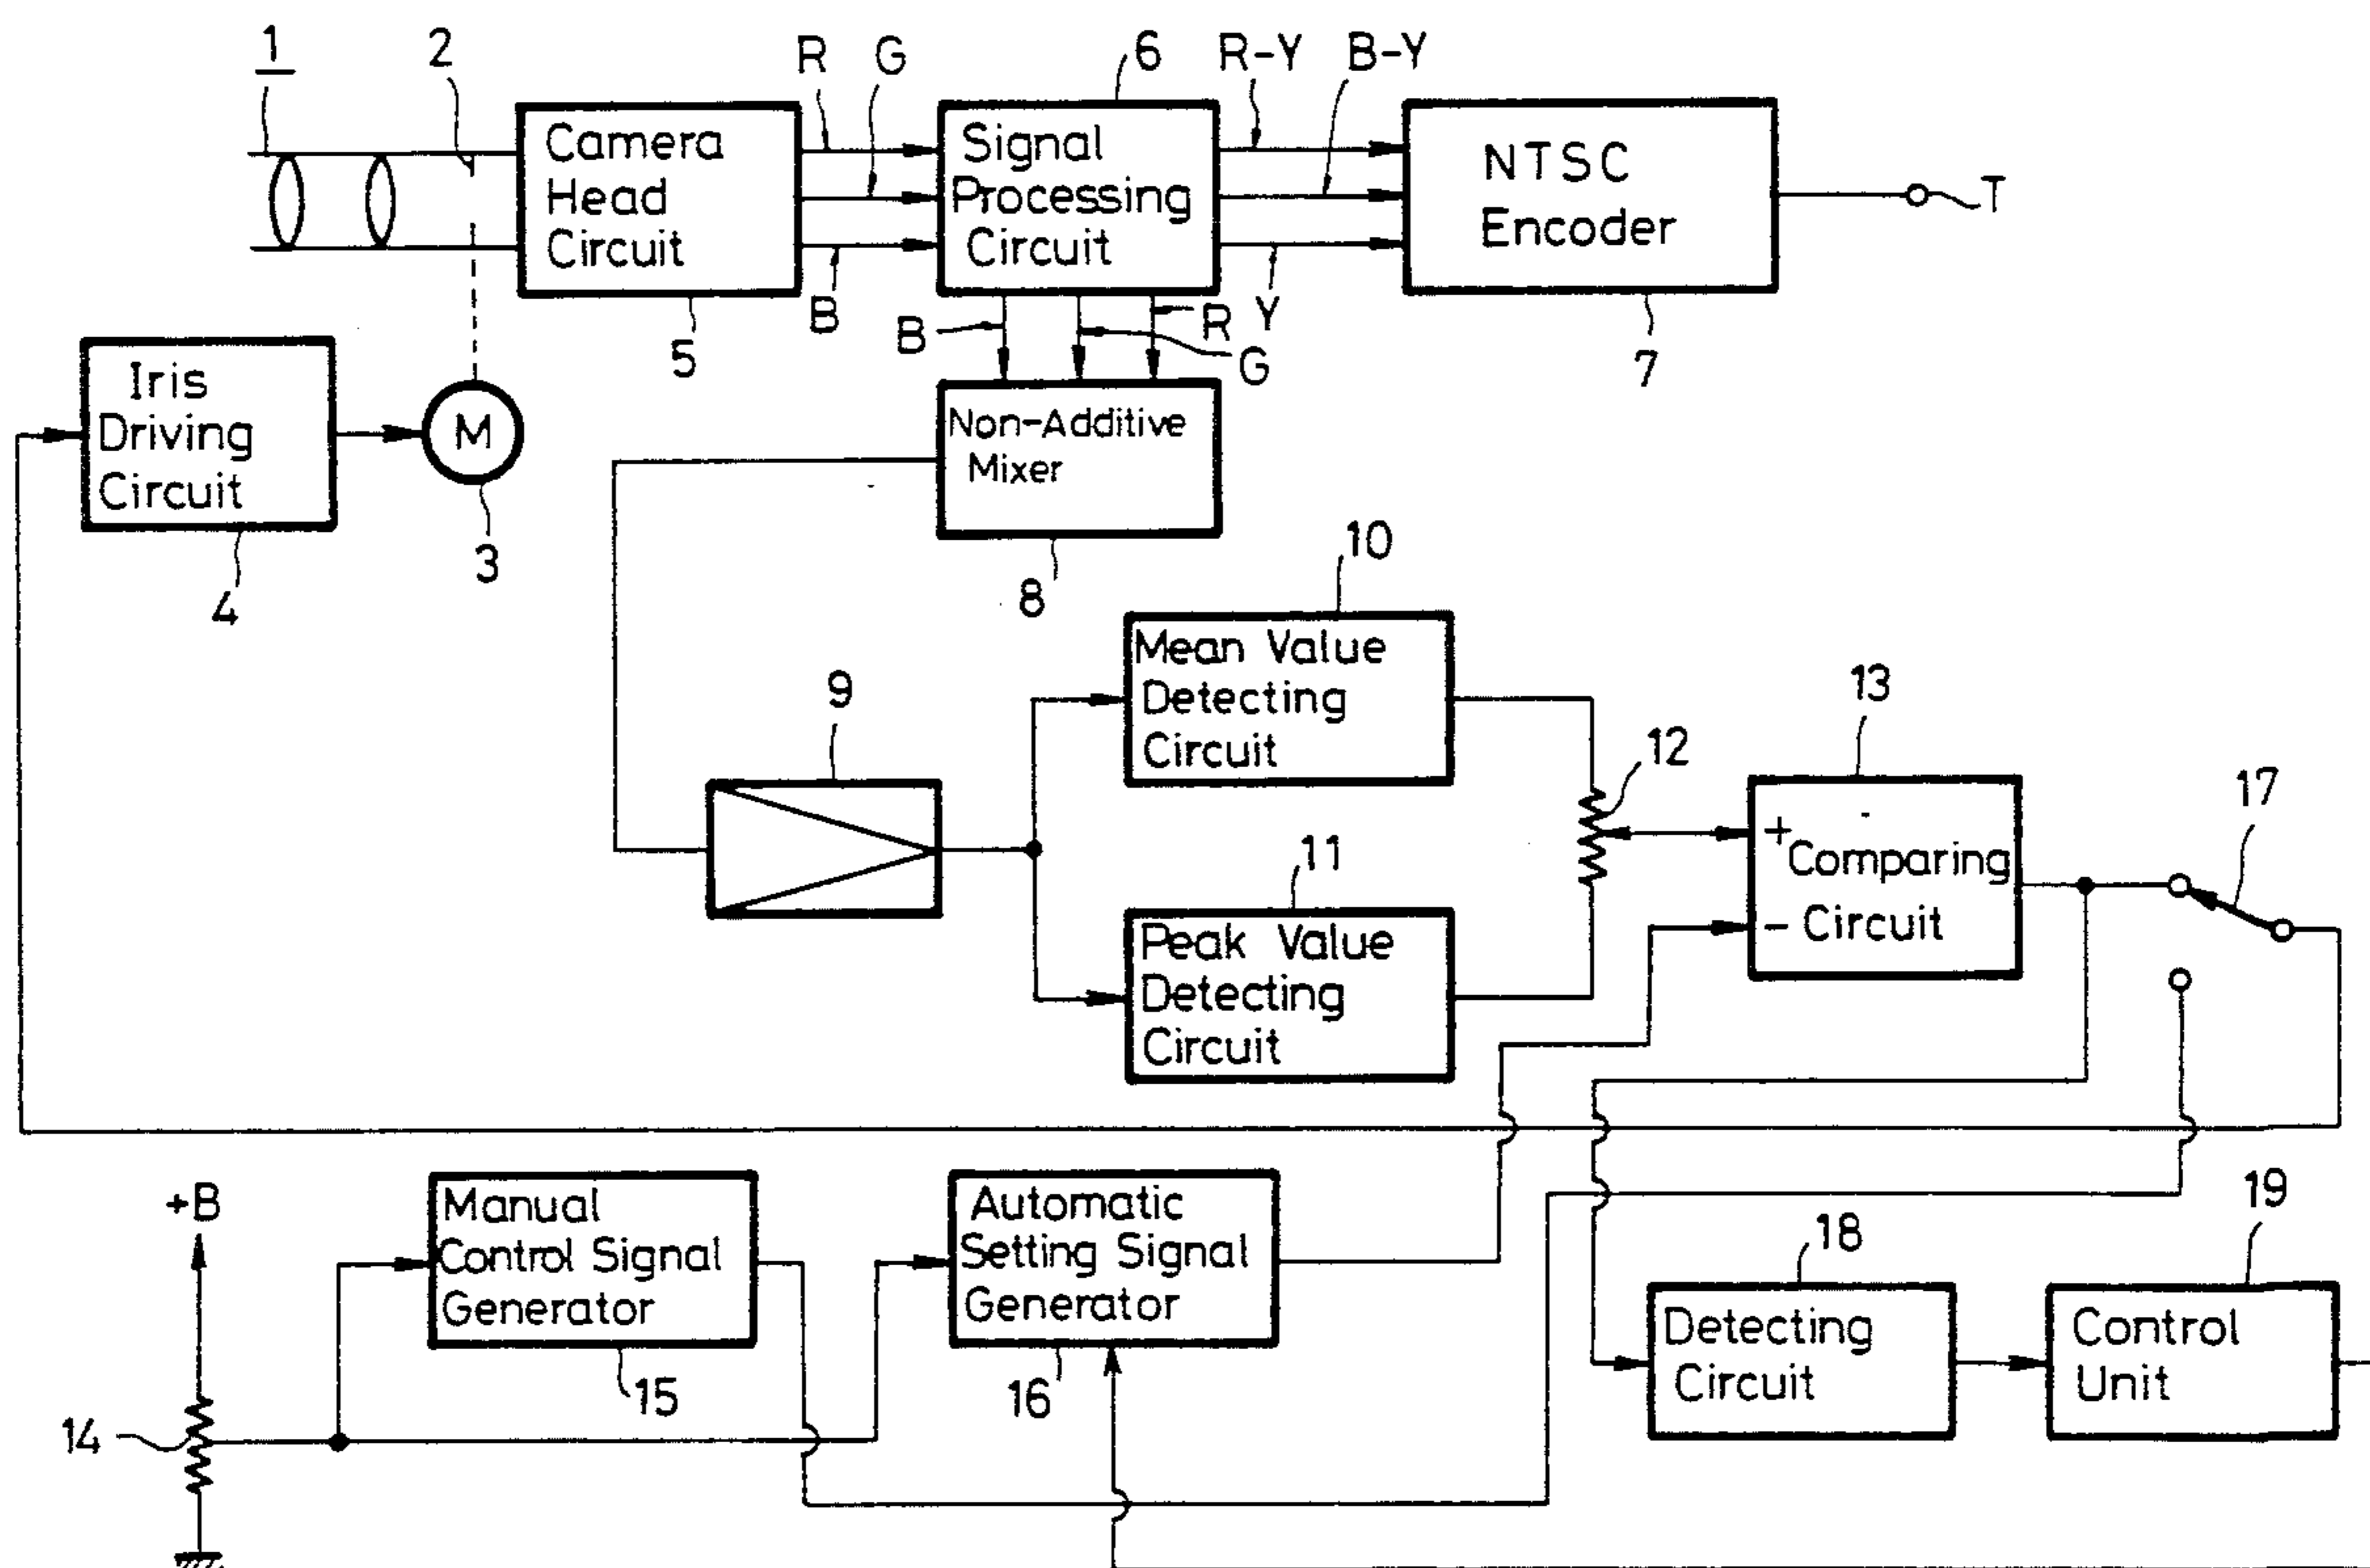 1
2
R
G
6
R-Y
B-Y
Camera
Head
Circuit
Signal
Processing
Circuit
NTSC
Encoder
T
B
5
B
R
Y
G
7
Iris
Driving
Circuit
M
3
4
Non-Additive
Mixer
8
10
Mean Value
Detecting
Circuit
9
12
13
17
+
Comparing
- Circuit
11
Peak Value
Detecting
Circuit
+B
Manual
Control Signal
Generator
15
Automatic
Setting Signal
Generator
16
14
18
Detecting
Circuit
19
Control
Unit